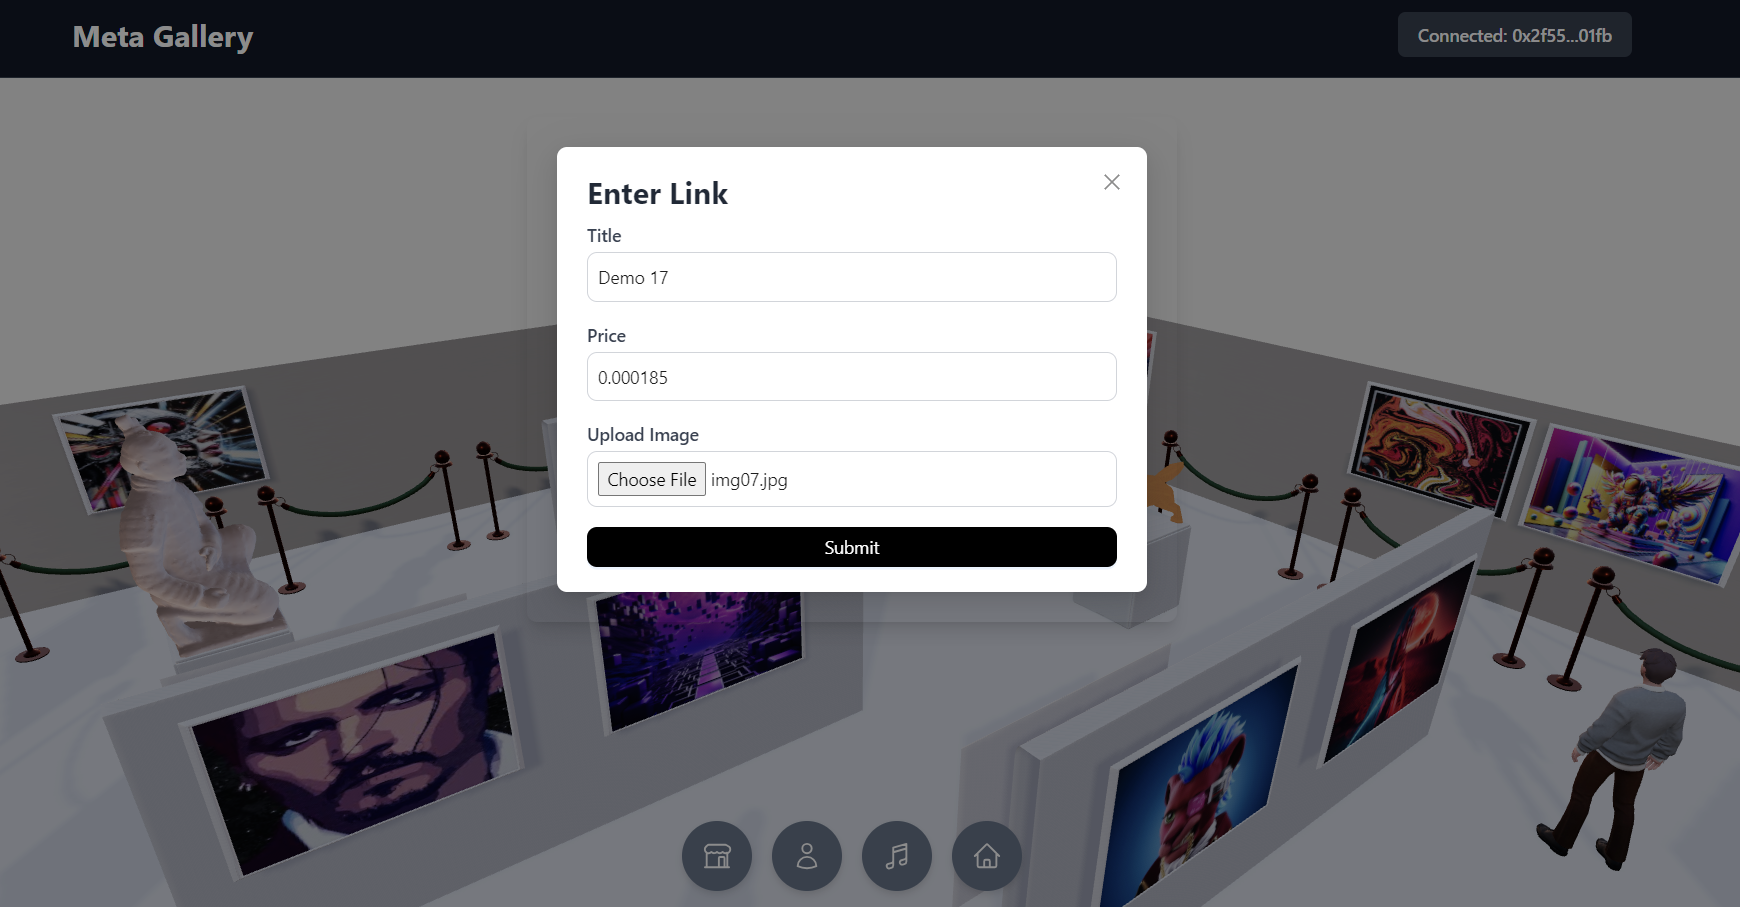 Meta Gallery
Connected: 0x2f55...01fb
Enter Link
Title
Demo 17
Price
0.000185
Upload Image
Choose File img07.jpg
Submit